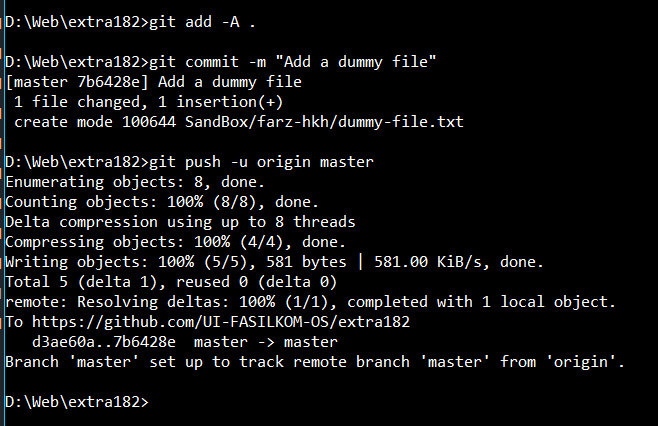 D:\Web\extra182>git add -A .
D:\Web\extra182>git commit -m "Add a dummy file"
[master 7b6428e] Add a dummy file
 1 file changed, 1 insertion(+)
 create mode 100644 SandBox/farz-hkh/dummy-file.txt
D:\Web\extra182>git push -u origin master
Enumerating objects: 8, done.
Counting objects: 100% (8/8), done.
Delta compression using up to 8 threads
Compressing objects: 100% (4/4), done.
Writing objects: 100% (5/5), 581 bytes | 581.00 KiB/s, done.
Total 5 (delta 1), reused 0 (delta 0)
remote: Resolving deltas: 100% (1/1), completed with 1 local object.
To https://github.com/UI-FASILKOM-OS/extra182
   d3ae60a..7b6428e  master -> master
Branch 'master' set up to track remote branch 'master' from 'origin'.
D:\Web\extra182>